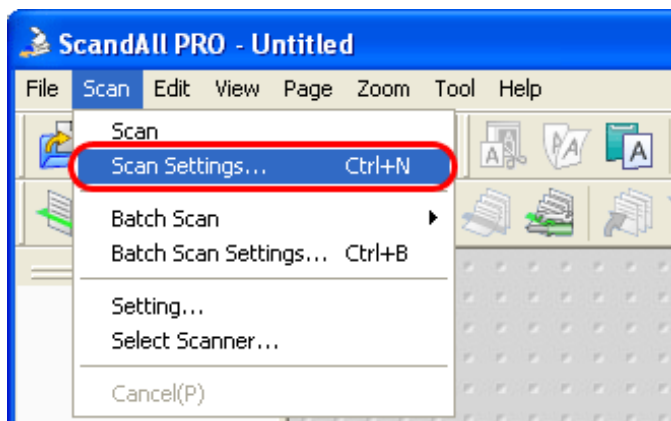 ScandAll PRO - Untitled
File Scan Edit View Page Zoom Tool Help
Scan
Scan Settings... Ctrl+N
Batch Scan
Batch Scan Settings... Ctrl+B
Setting...
Select Scanner...
Cancel(P)